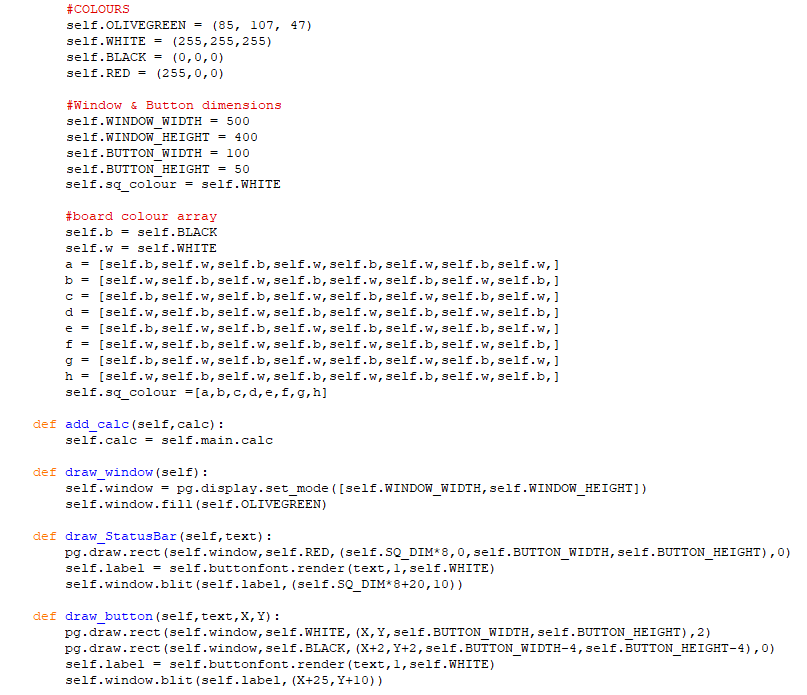 #COLOURS
self.OLIVEGREEN = (85, 107, 47)
self.WHITE = (255,255,255)
self.BLACK = (0,0,0)
self.RED = (255,0,0)
#Window & Button dimensions
self.WINDOW_WIDTH = 500
self.WINDOW_HEIGHT = 400
self.BUTTON_WIDTH = 100
self.BUTTON_HEIGHT = 50
self.sq_colour = self.WHITE
#board colour array
self.b = self.BLACK
self.w = self.WHITE
a = [self.b,self.w,self.b,self.w,self.b,self.w,self.b,self.w,]
b = [self.w,self.b,self.w,self.b,self.w,self.b,self.w,self.b,]
c = [self.b,self.w,self.b,self.w,self.b,self.w,self.b,self.w,]
d = [self.w,self.b,self.w,self.b,self.w,self.b,self.w,self.b,]
e = [self.b,self.w,self.b,self.w,self.b,self.w,self.b,self.w,]
f = [self.w,self.b,self.w,self.b,self.w,self.b,self.w,self.b,]
g = [self.b,self.w,self.b,self.w,self.b,self.w,self.b,self.w,]
h = [self.w,self.b,self.w,self.b,self.w,self.b,self.w,self.b,]
self.sq_colour =[a,b,c,d,e,f,g,h]
def add_calc(self,calc):
self.calc = self.main.calc
def draw_window(self):
self.window = pg.display.set_mode([self.WINDOW_WIDTH,self.WINDOW_HEIGHT])
self.window.fill(self.OLIVEGREEN)
def draw_StatusBar(self,text):
pg.draw.rect(self.window,self.RED,(self.SQ_DIM*8,0,self.BUTTON_WIDTH,self.BUTTON_HEIGHT),0)
self.label = self.buttonfont.render(text,1,self.WHITE)
self.window.blit(self.label,(self.SQ_DIM*8+20,10))
def draw_button(self,text,X,Y):
pg.draw.rect(self.window,self.WHITE,(X,Y,self.BUTTON_WIDTH,self.BUTTON_HEIGHT),2)
pg.draw.rect(self.window,self.BLACK,(X+2,Y+2,self.BUTTON_WIDTH-4,self.BUTTON_HEIGHT-4),0)
self.label = self.buttonfont.render(text,1,self.WHITE)
self.window.blit(self.label,(X+25,Y+10))